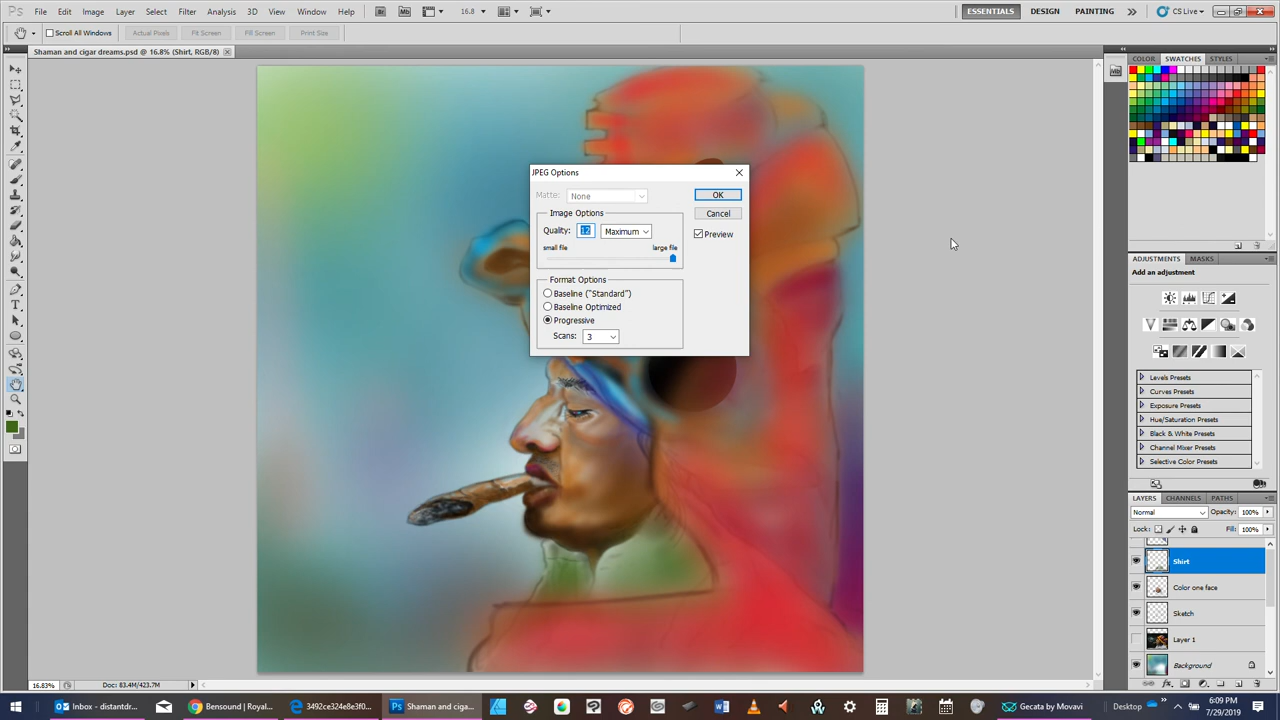 PS File Edit Image Layer Select Filter Analysis 3D View Window Help Br Mb 16.8 ESSENTIALS DESIGN PAINTING CS Live
Scroll All Windows Actual Pixels Fit Screen Fill Screen Print Size
Shaman and cigar dreams.psd @ 16.8% (Shirt, RGB/8)
COLOR SWATCHES STYLES
JPEG Options
Matte: None OK
Image Options Cancel
Quality: 12 Maximum Preview
small file large file
Format Options
Baseline ("Standard")
Baseline Optimized
Progressive
Scans: 3
ADJUSTMENTS MASKS
Add an adjustment
Levels Presets
Curves Presets
Exposure Presets
Hue/Saturation Presets
Black & White Presets
Channel Mixer Presets
Selective Color Presets
LAYERS CHANNELS PATHS
Normal Opacity: 100%
Lock: Fill: 100%
Shirt
Color one face
Sketch
Layer 1
Background
16.83% Doc: 83.4M/423.7M
Inbox - distantdr... Bensound | Royal... 3492ce324e8e3f0... Shaman and ciga... Gecata by Movavi Desktop 6:09 PM
7/29/2019